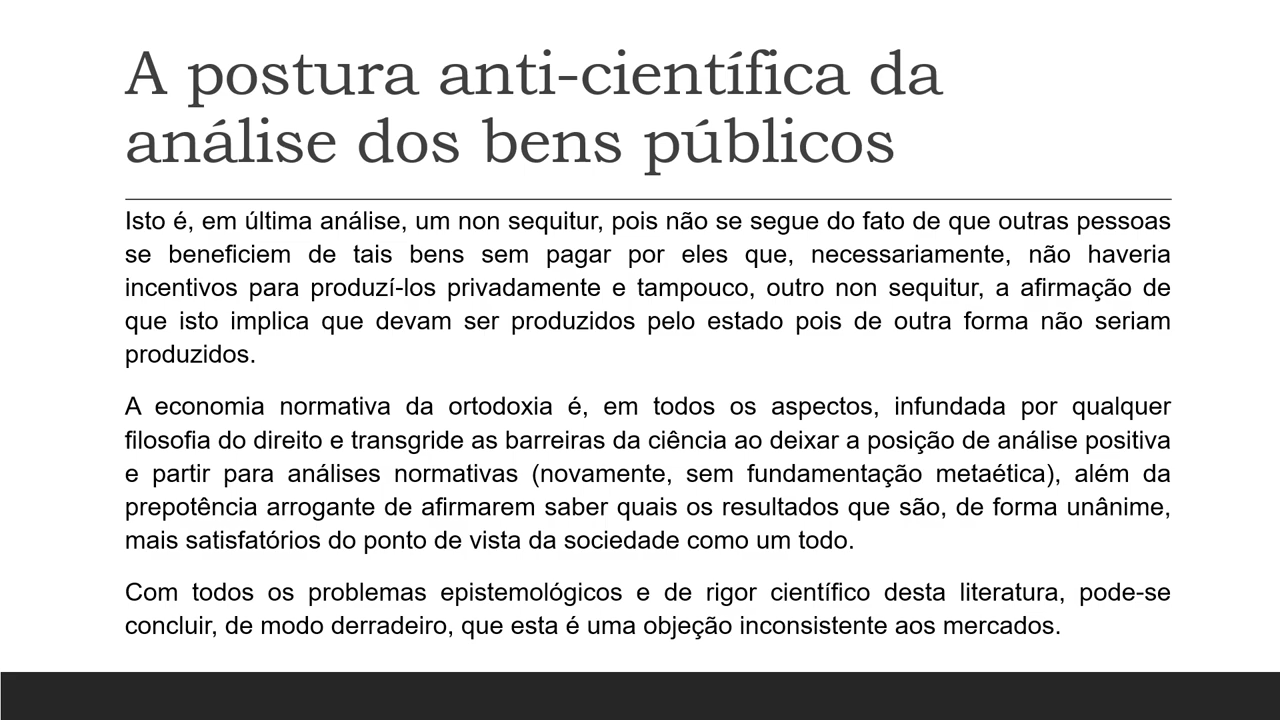 A postura anti-científica da
análise dos bens públicos
Isto é, em última análise, um non sequitur, pois não se segue do fato de que outras pessoas
se beneficiem de tais bens sem pagar por eles que, necessariamente, não haveria
incentivos para produzí-los privadamente e tampouco, outro non sequitur, a afirmação de
que isto implica que devam ser produzidos pelo estado pois de outra forma não seriam
produzidos.
A economia normativa da ortodoxia é, em todos os aspectos, infundada por qualquer
filosofia do direito e transgride as barreiras da ciência ao deixar a posição de análise positiva
e partir para análises normativas (novamente, sem fundamentação metaética), além da
prepotência arrogante de afirmarem saber quais os resultados que são, de forma unânime,
mais satisfatórios do ponto de vista da sociedade como um todo.
Com todos os problemas epistemológicos e de rigor científico desta literatura, pode-se
concluir, de modo derradeiro, que esta é uma objeção inconsistente aos mercados.